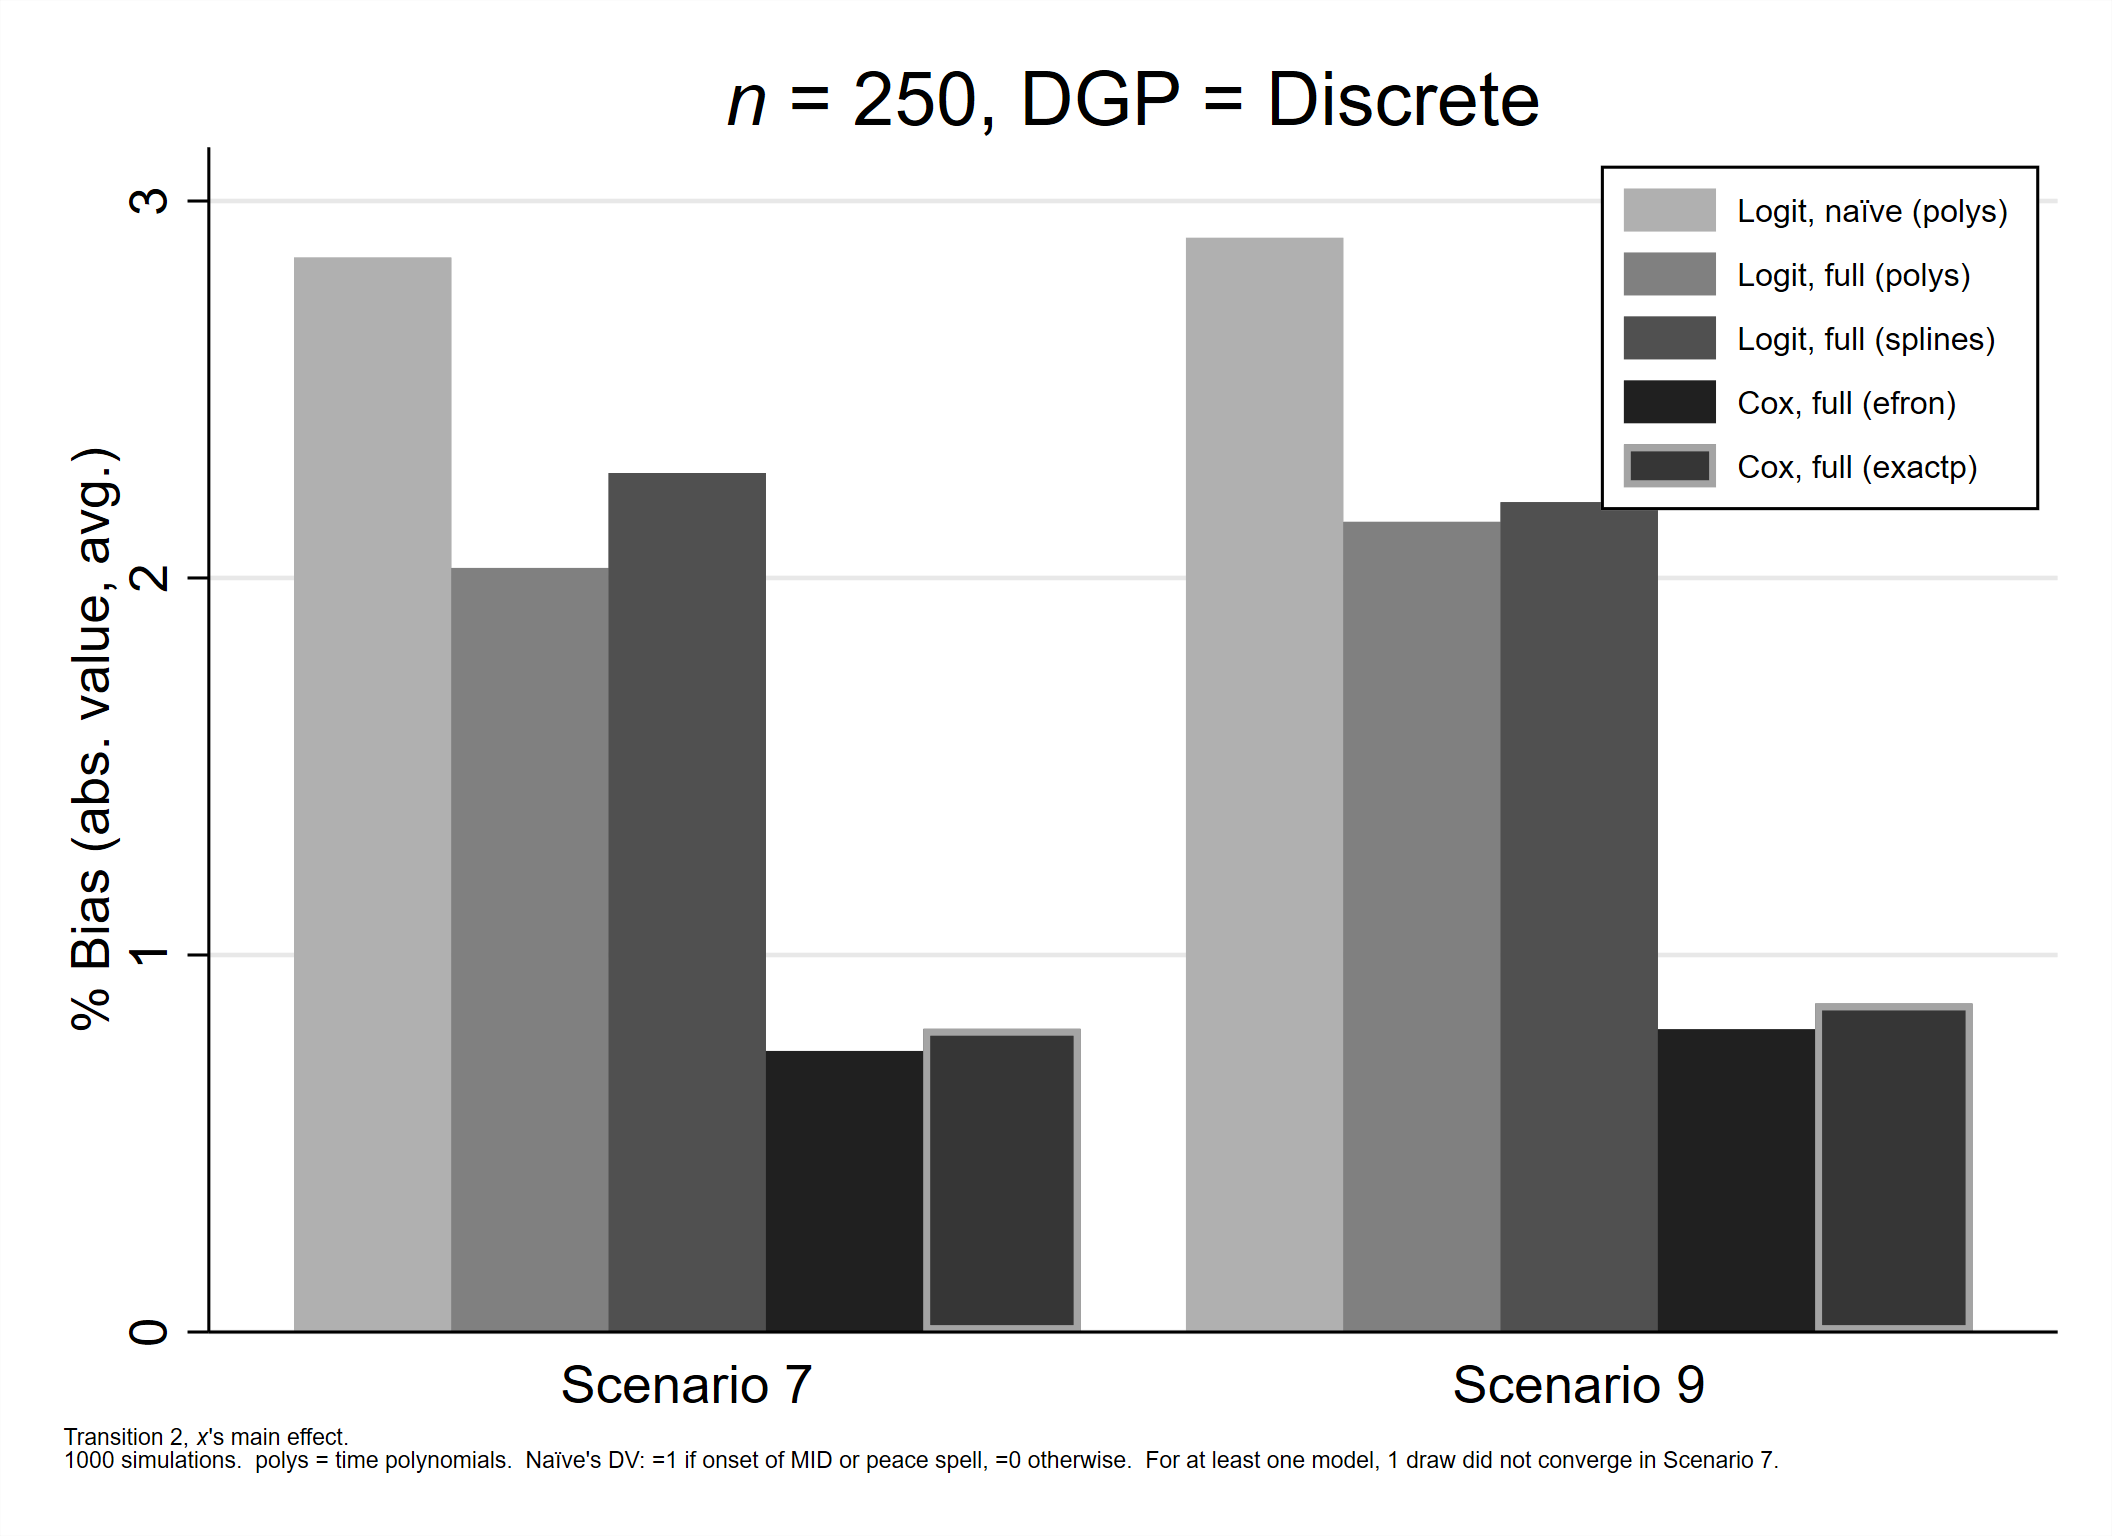 n = 250, DGP = Discrete
% Bias (abs. value, avg.)
3
2
1
0
Logit, naïve (polys)
Logit, full (polys)
Logit, full (splines)
Cox, full (efron)
Cox, full (exactp)
Scenario 7
Scenario 9
Transition 2, x's main effect.
1000 simulations.  polys = time polynomials.  Naïve's DV: =1 if onset of MID or peace spell, =0 otherwise.  For at least one model, 1 draw did not converge in Scenario 7.